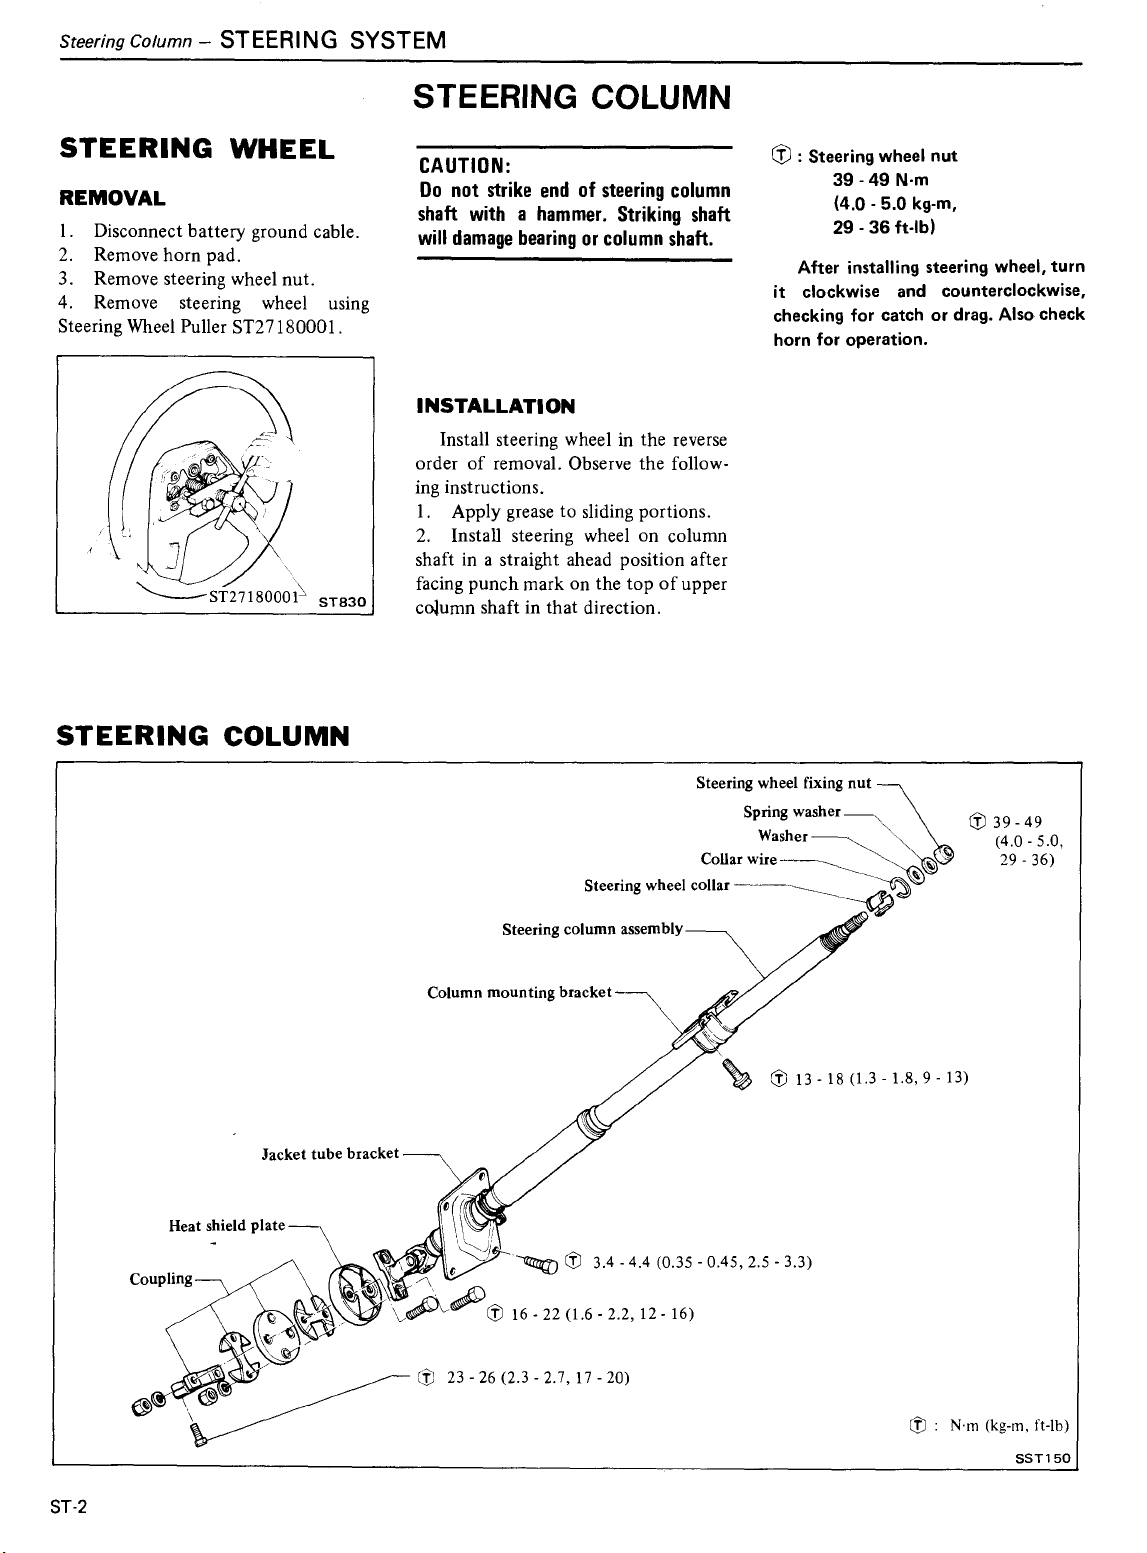 Steering Column – STEERING SYSTEM
STEERING COLUMN
STEERING WHEEL
REMOVAL
1. Disconnect battery ground cable.
2. Remove horn pad.
3. Remove steering wheel nut.
4. Remove steering wheel using
Steering Wheel Puller ST27180001.
ST27180001
ST830
CAUTION:
Do not strike end of steering column
shaft with a hammer. Striking shaft
will damage bearing or column shaft.
INSTALLATION
Install steering wheel in the reverse
order of removal. Observe the follow-
ing instructions.
1. Apply grease to sliding portions.
2. Install steering wheel on column
shaft in a straight ahead position after
facing punch mark on the top of upper
column shaft in that direction.
Ⓣ : Steering wheel nut
39 - 49 N·m
(4.0 - 5.0 kg-m,
29 - 36 ft-lb)
After installing steering wheel, turn
it clockwise and counterclockwise,
checking for catch or drag. Also check
horn for operation.
STEERING COLUMN
Steering wheel fixing nut
Spring washer
Ⓣ 39 - 49
(4.0 - 5.0,
29 - 36)
Washer
Collar wire
Steering wheel collar
Steering column assembly
Column mounting bracket
Ⓣ 13 - 18 (1.3 - 1.8, 9 - 13)
Jacket tube bracket
Heat shield plate
Ⓣ 3.4 - 4.4 (0.35 - 0.45, 2.5 - 3.3)
Coupling
Ⓣ 16 - 22 (1.6 - 2.2, 12 - 16)
Ⓣ 23 - 26 (2.3 - 2.7, 17 - 20)
Ⓣ : N·m (kg-m, ft-lb)
SST150
ST-2